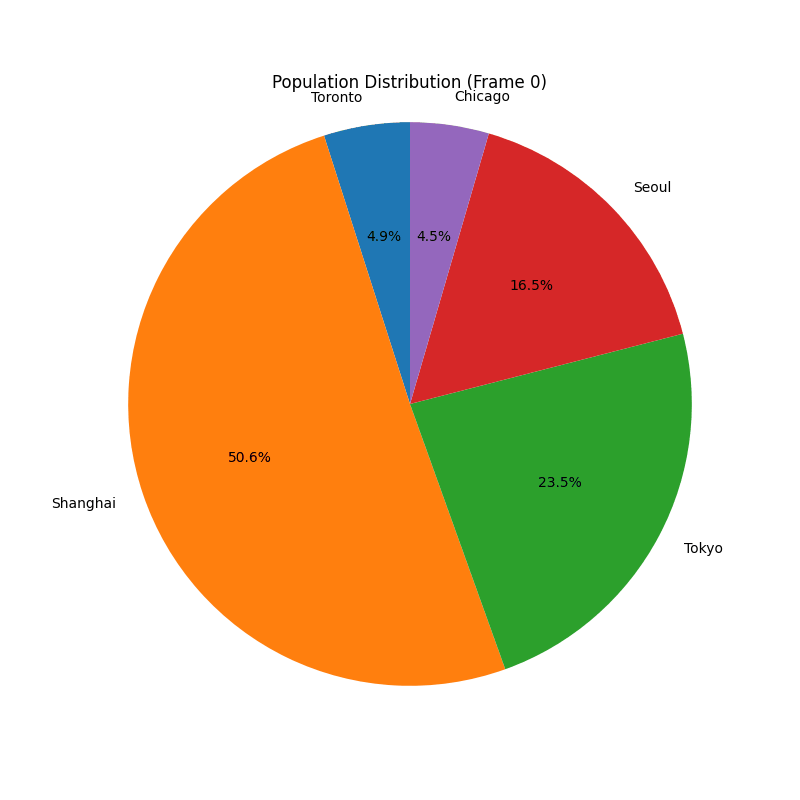 Population Distribution (Frame 0)
Toronto
Chicago
Seoul
4.9%
4.5%
16.5%
50.6%
23.5%
Shanghai
Tokyo